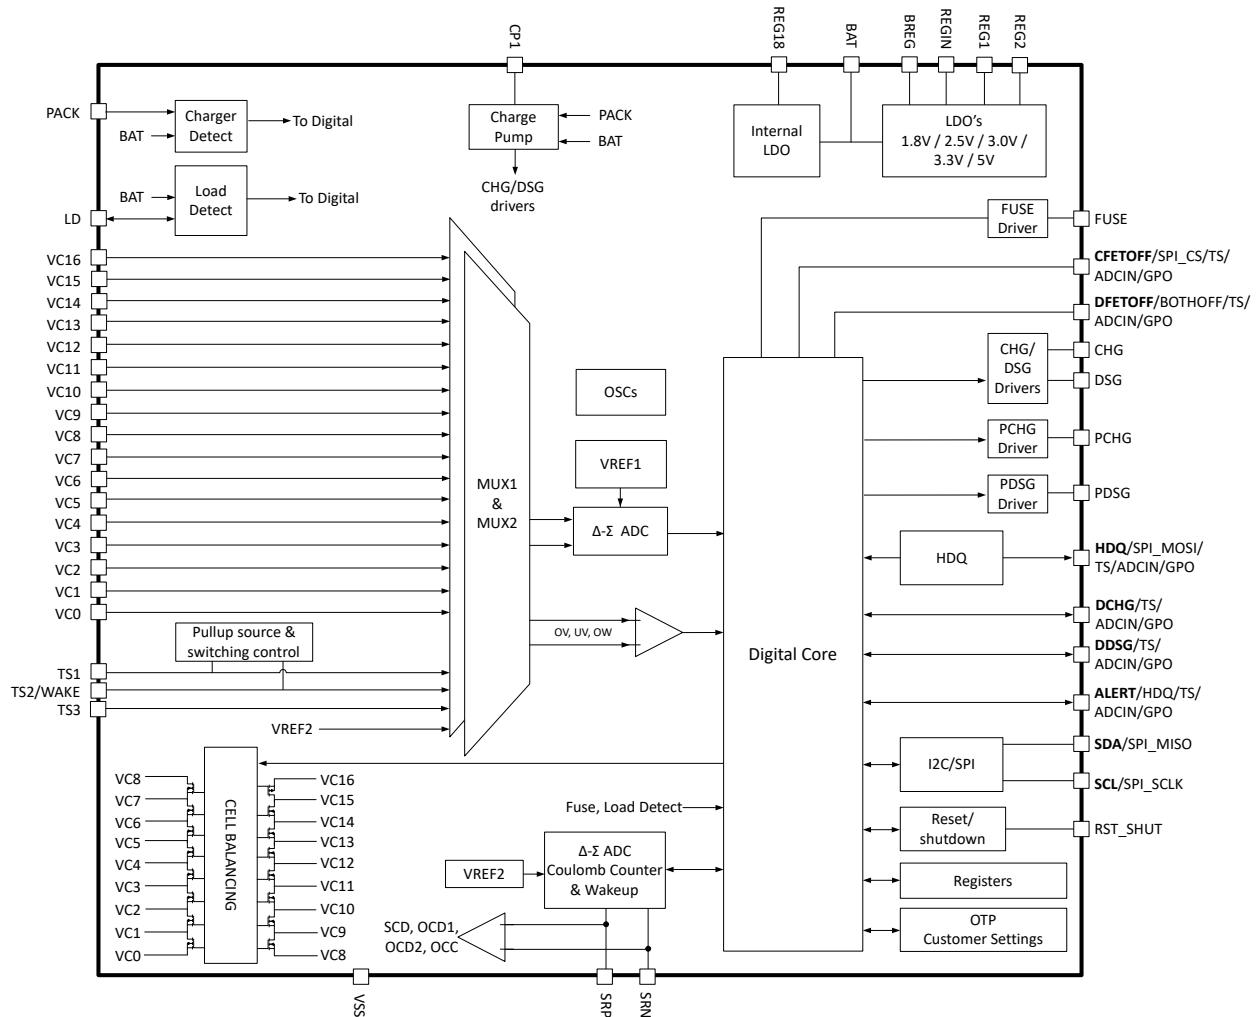 CP1
REG18
BAT
BREG
REGIN
REG1
REG2
PACK
BAT
Charger
Detect
To Digital
Charge
Pump
PACK
BAT
CHG/DSG
drivers
Internal
LDO
LDO's
1.8V / 2.5V / 3.0V /
3.3V / 5V
BAT
LD
Load
Detect
To Digital
FUSE
Driver
FUSE
CFETOFF/SPI_CS/TS/
ADCIN/GPO
DFETOFF/BOTHOFF/TS/
ADCIN/GPO
CHG/
DSG
Drivers
CHG
DSG
PCHG
Driver
PCHG
PDSG
Driver
PDSG
HDQ
HDQ/SPI_MOSI/
TS/ADCIN/GPO
DCHG/TS/
ADCIN/GPO
DDSG/TS/
ADCIN/GPO
ALERT/HDQ/TS/
ADCIN/GPO
I2C/SPI
SDA/SPI_MISO
SCL/SPI_SCLK
Reset/
shutdown
RST_SHUT
Registers
OTP
Customer Settings
VC16
VC15
VC14
VC13
VC12
VC11
VC10
VC9
VC8
VC7
VC6
VC5
VC4
VC3
VC2
VC1
VC0
Pullup source &
switching control
TS1
TS2/WAKE
TS3
VREF2
MUX1
&
MUX2
OSCs
VREF1
Δ-Σ ADC
OV, UV, OW
Digital Core
VC8
VC7
VC6
VC5
VC4
VC3
VC2
VC1
VC0
CELL BALANCING
VC16
VC15
VC14
VC13
VC12
VC11
VC10
VC9
VC8
Fuse, Load Detect
VREF2
Δ-Σ ADC
Coulomb Counter
& Wakeup
SCD, OCD1,
OCD2, OCC
VSS
SRP
SRN